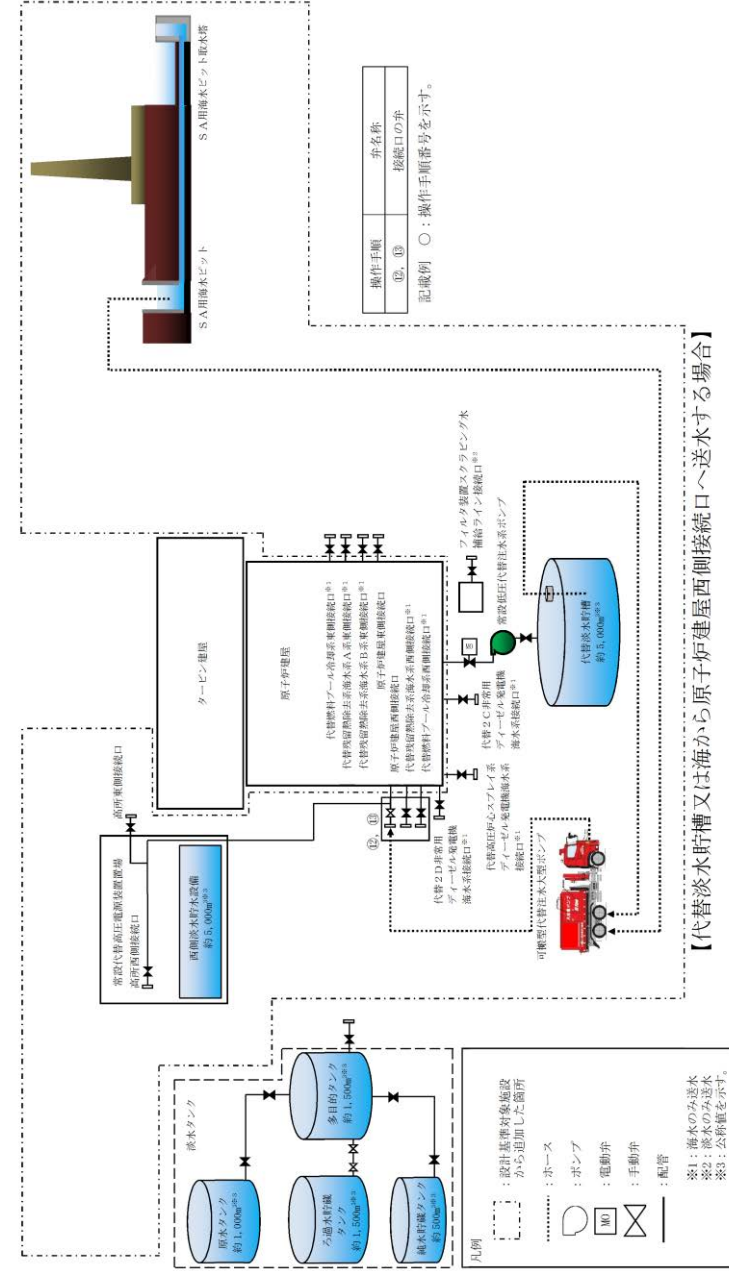 ＳＡ用海水ピット取水塔
ＳＡ用海水ピット
操作手順
弁名称
⑫，⑬
接続口の弁
記載例　○：操作手順番号を示す。
タービン建屋
原子炉建屋
代替燃料プール冷却系東側接続口※1
代替残留熱除去系海水系Ａ系東側接続口※1
代替残留熱除去系海水系Ｂ系東側接続口※1
原子炉建屋東側接続口
原子炉建屋西側接続口
代替残留熱除去系海水系西側接続口※1
代替燃料プール冷却系西側接続口※1
フィルタ装置スクラビング水
補給ライン接続口※2
常設低圧代替注水系ポンプ
MO
代替淡水貯槽
約 5,000m³※3
代替２Ｃ非常用
ディーゼル発電機
海水系接続口※1
代替高圧炉心スプレイ系
ディーゼル発電機海水系
接続口※1
代替２Ｄ非常用
ディーゼル発電機
海水系接続口※1
⑫，⑬
可搬型代替注水大型ポンプ
高所東側接続口
常設代替高圧電源装置置場
高所西側接続口
西側淡水貯水設備
約 5,000m³※3
淡水タンク
多目的タンク
約 1,500m³※3
原水タンク
約 1,000m³※3
ろ過水貯蔵
タンク
約 1,500m³※3
純水貯蔵タンク
約 500m³※3
凡例
：設計基準対象施設
から追加した箇所
：ホース
：ポンプ
MO
：電動弁
：手動弁
：配管
※1：海水のみ送水
※2：淡水のみ送水
※3：公称値を示す。
【代替淡水貯槽又は海から原子炉建屋西側接続口へ送水する場合】